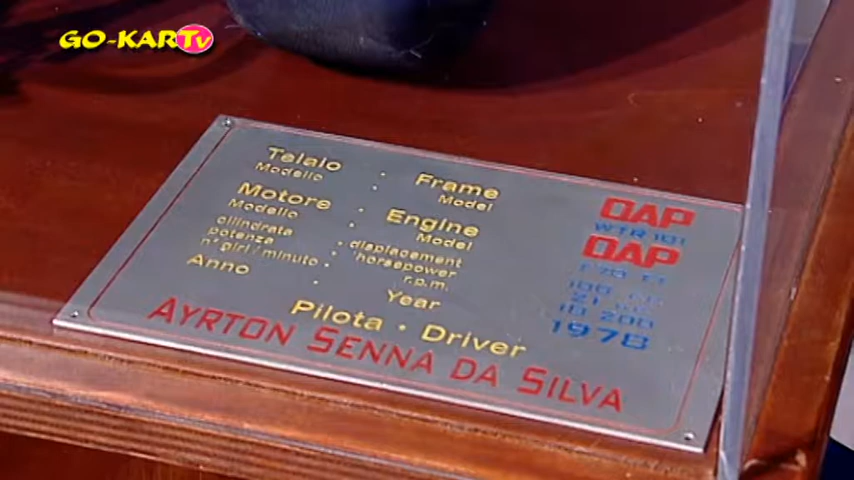 GO-KARTV
Telaio · Frame DAP
Modello Model
Motore · Engine DAP
Modello Model
cilindrata · displacement
potenza · horsepower
n° giri/minuto · r.p.m.
Anno · Year 1978
Pilota · Driver
AYRTON SENNA DA SILVA